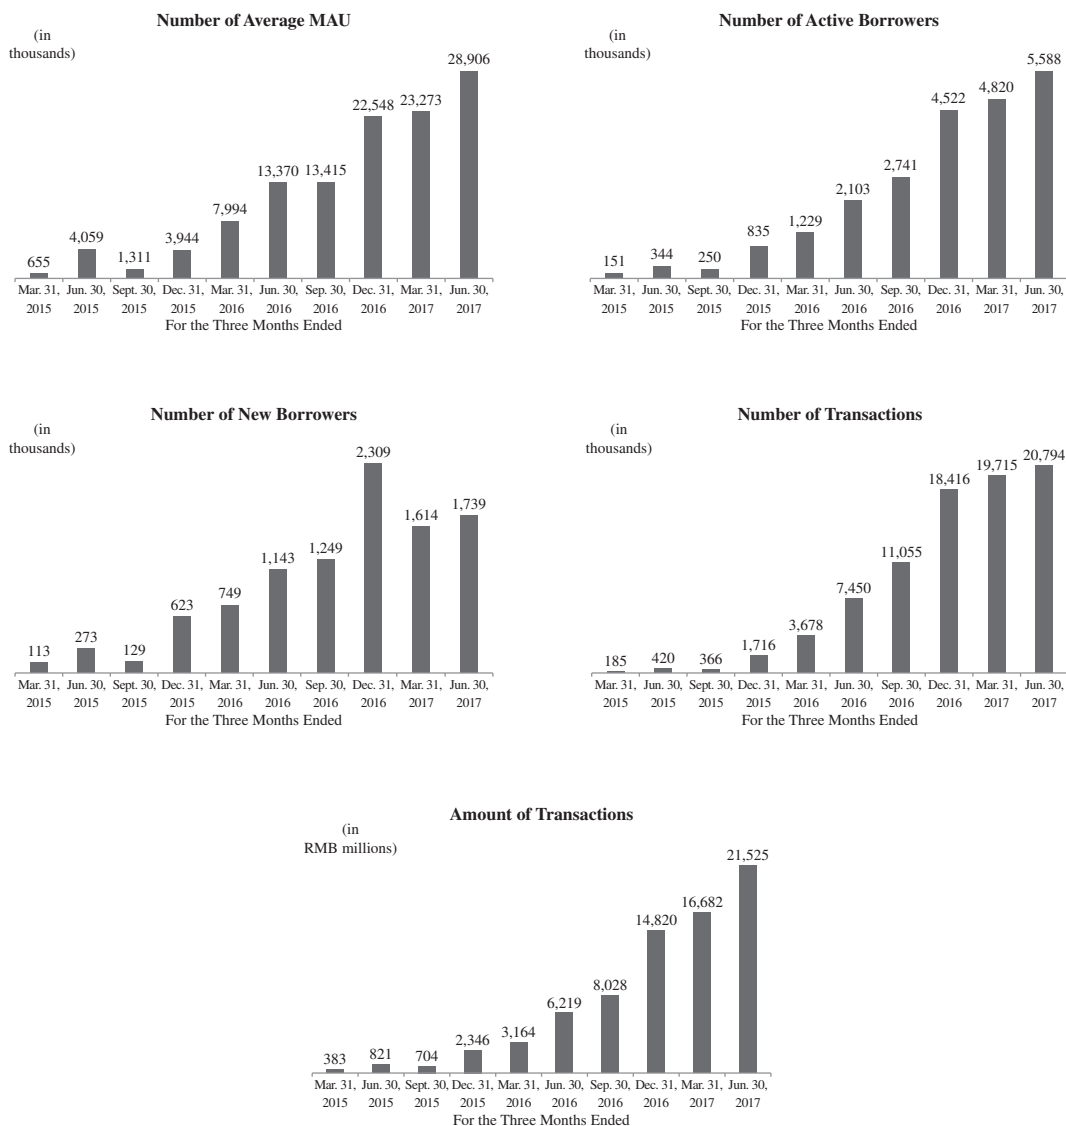 Number of Average MAU
(in
thousands)
655
4,059
1,311
3,944
7,994
13,370
13,415
22,548
23,273
28,906
Mar. 31, Jun. 30, Sept. 30, Dec. 31, Mar. 31, Jun. 30, Sep. 30, Dec. 31, Mar. 31, Jun. 30,
2015 2015 2015 2015 2016 2016 2016 2016 2017 2017
For the Three Months Ended
Number of Active Borrowers
(in
thousands)
151
344
250
835
1,229
2,103
2,741
4,522
4,820
5,588
Mar. 31, Jun. 30, Sept. 30, Dec. 31, Mar. 31, Jun. 30, Sep. 30, Dec. 31, Mar. 31, Jun. 30,
2015 2015 2015 2015 2016 2016 2016 2016 2017 2017
For the Three Months Ended
Number of New Borrowers
(in
thousands)
113
273
129
623
749
1,143
1,249
2,309
1,614
1,739
Mar. 31, Jun. 30, Sept. 30, Dec. 31, Mar. 31, Jun. 30, Sep. 30, Dec. 31, Mar. 31, Jun. 30,
2015 2015 2015 2015 2016 2016 2016 2016 2017 2017
For the Three Months Ended
Number of Transactions
(in
thousands)
185
420
366
1,716
3,678
7,450
11,055
18,416
19,715
20,794
Mar. 31, Jun. 30, Sept. 30, Dec. 31, Mar. 31, Jun. 30, Sep. 30, Dec. 31, Mar. 31, Jun. 30,
2015 2015 2015 2015 2016 2016 2016 2016 2017 2017
For the Three Months Ended
Amount of Transactions
(in
RMB millions)
383
821
704
2,346
3,164
6,219
8,028
14,820
16,682
21,525
Mar. 31, Jun. 30, Sept. 30, Dec. 31, Mar. 31, Jun. 30, Sep. 30, Dec. 31, Mar. 31, Jun. 30,
2015 2015 2015 2015 2016 2016 2016 2016 2017 2017
For the Three Months Ended